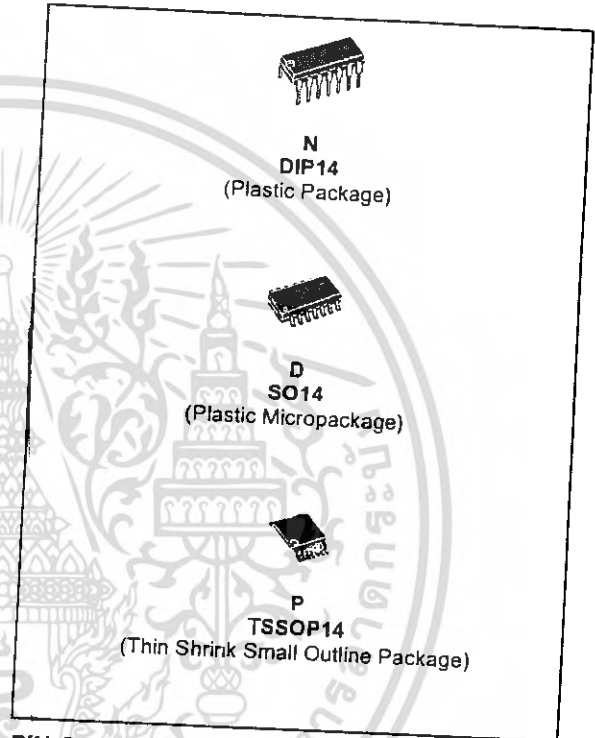 N
DIP14
(Plastic Package)
D
SO14
(Plastic Micropackage)
P
TSSOP14
(Thin Shrink Small Outline Package)